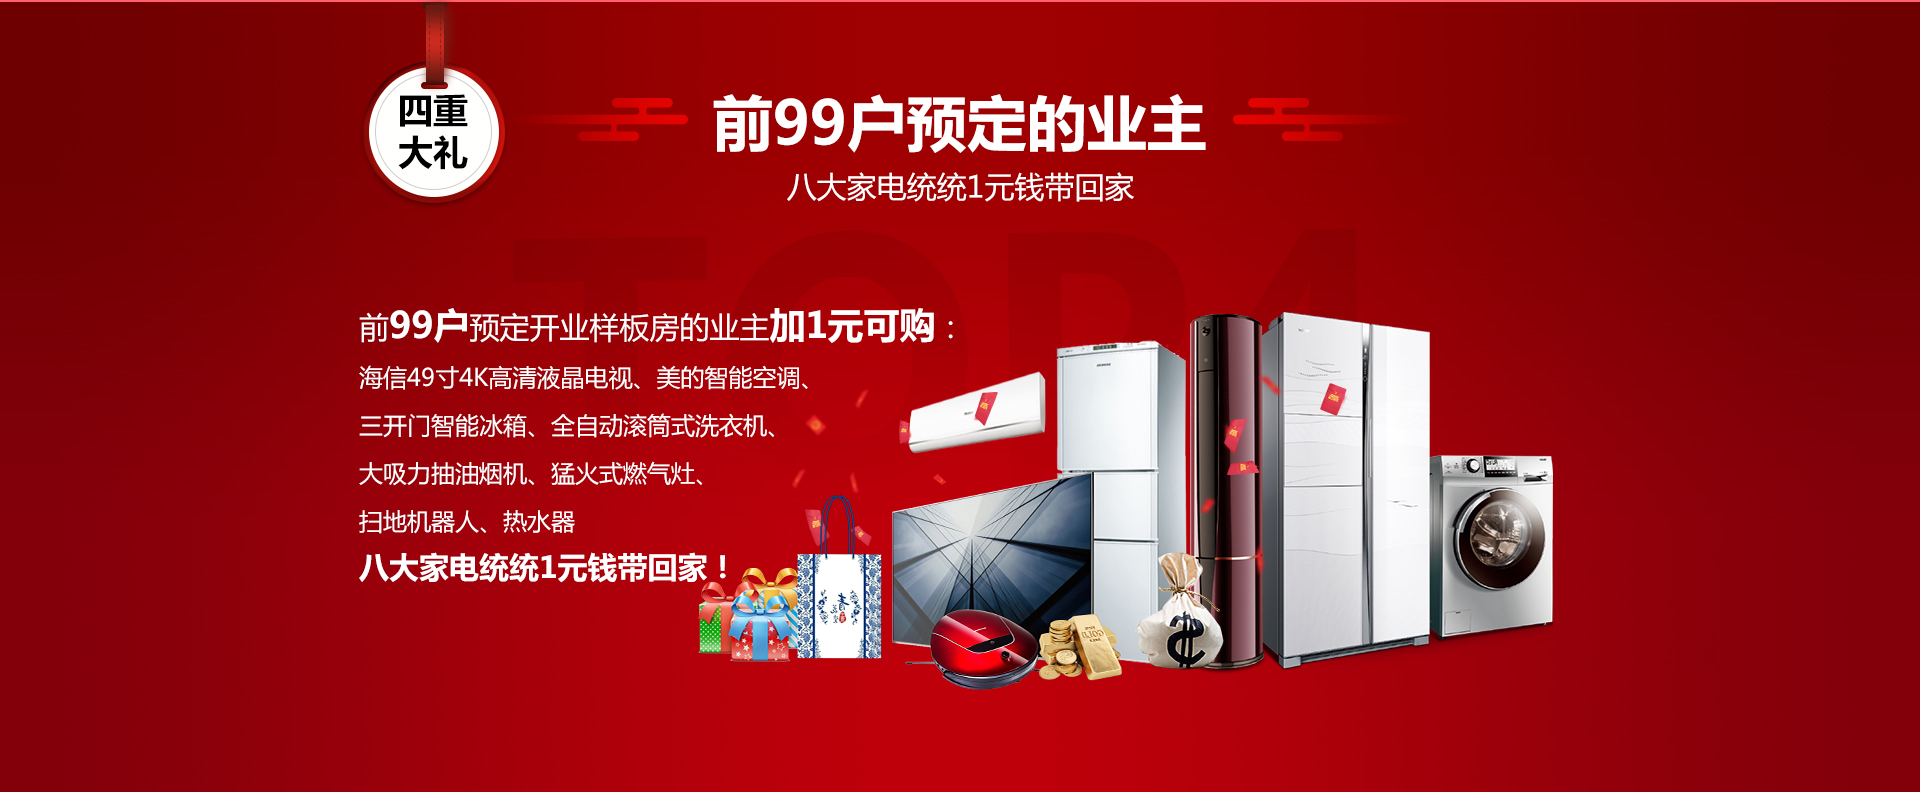 四重
大礼
前99户预定的业主
八大家电统统1元钱带回家
TOP4
前99户预定开业样板房的业主加1元可购：
海信49寸4K高清液晶电视、美的智能空调、
三开门智能冰箱、全自动滚筒式洗衣机、
大吸力抽油烟机、猛火式燃气灶、
扫地机器人、热水器
八大家电统统1元钱带回家！
春
$